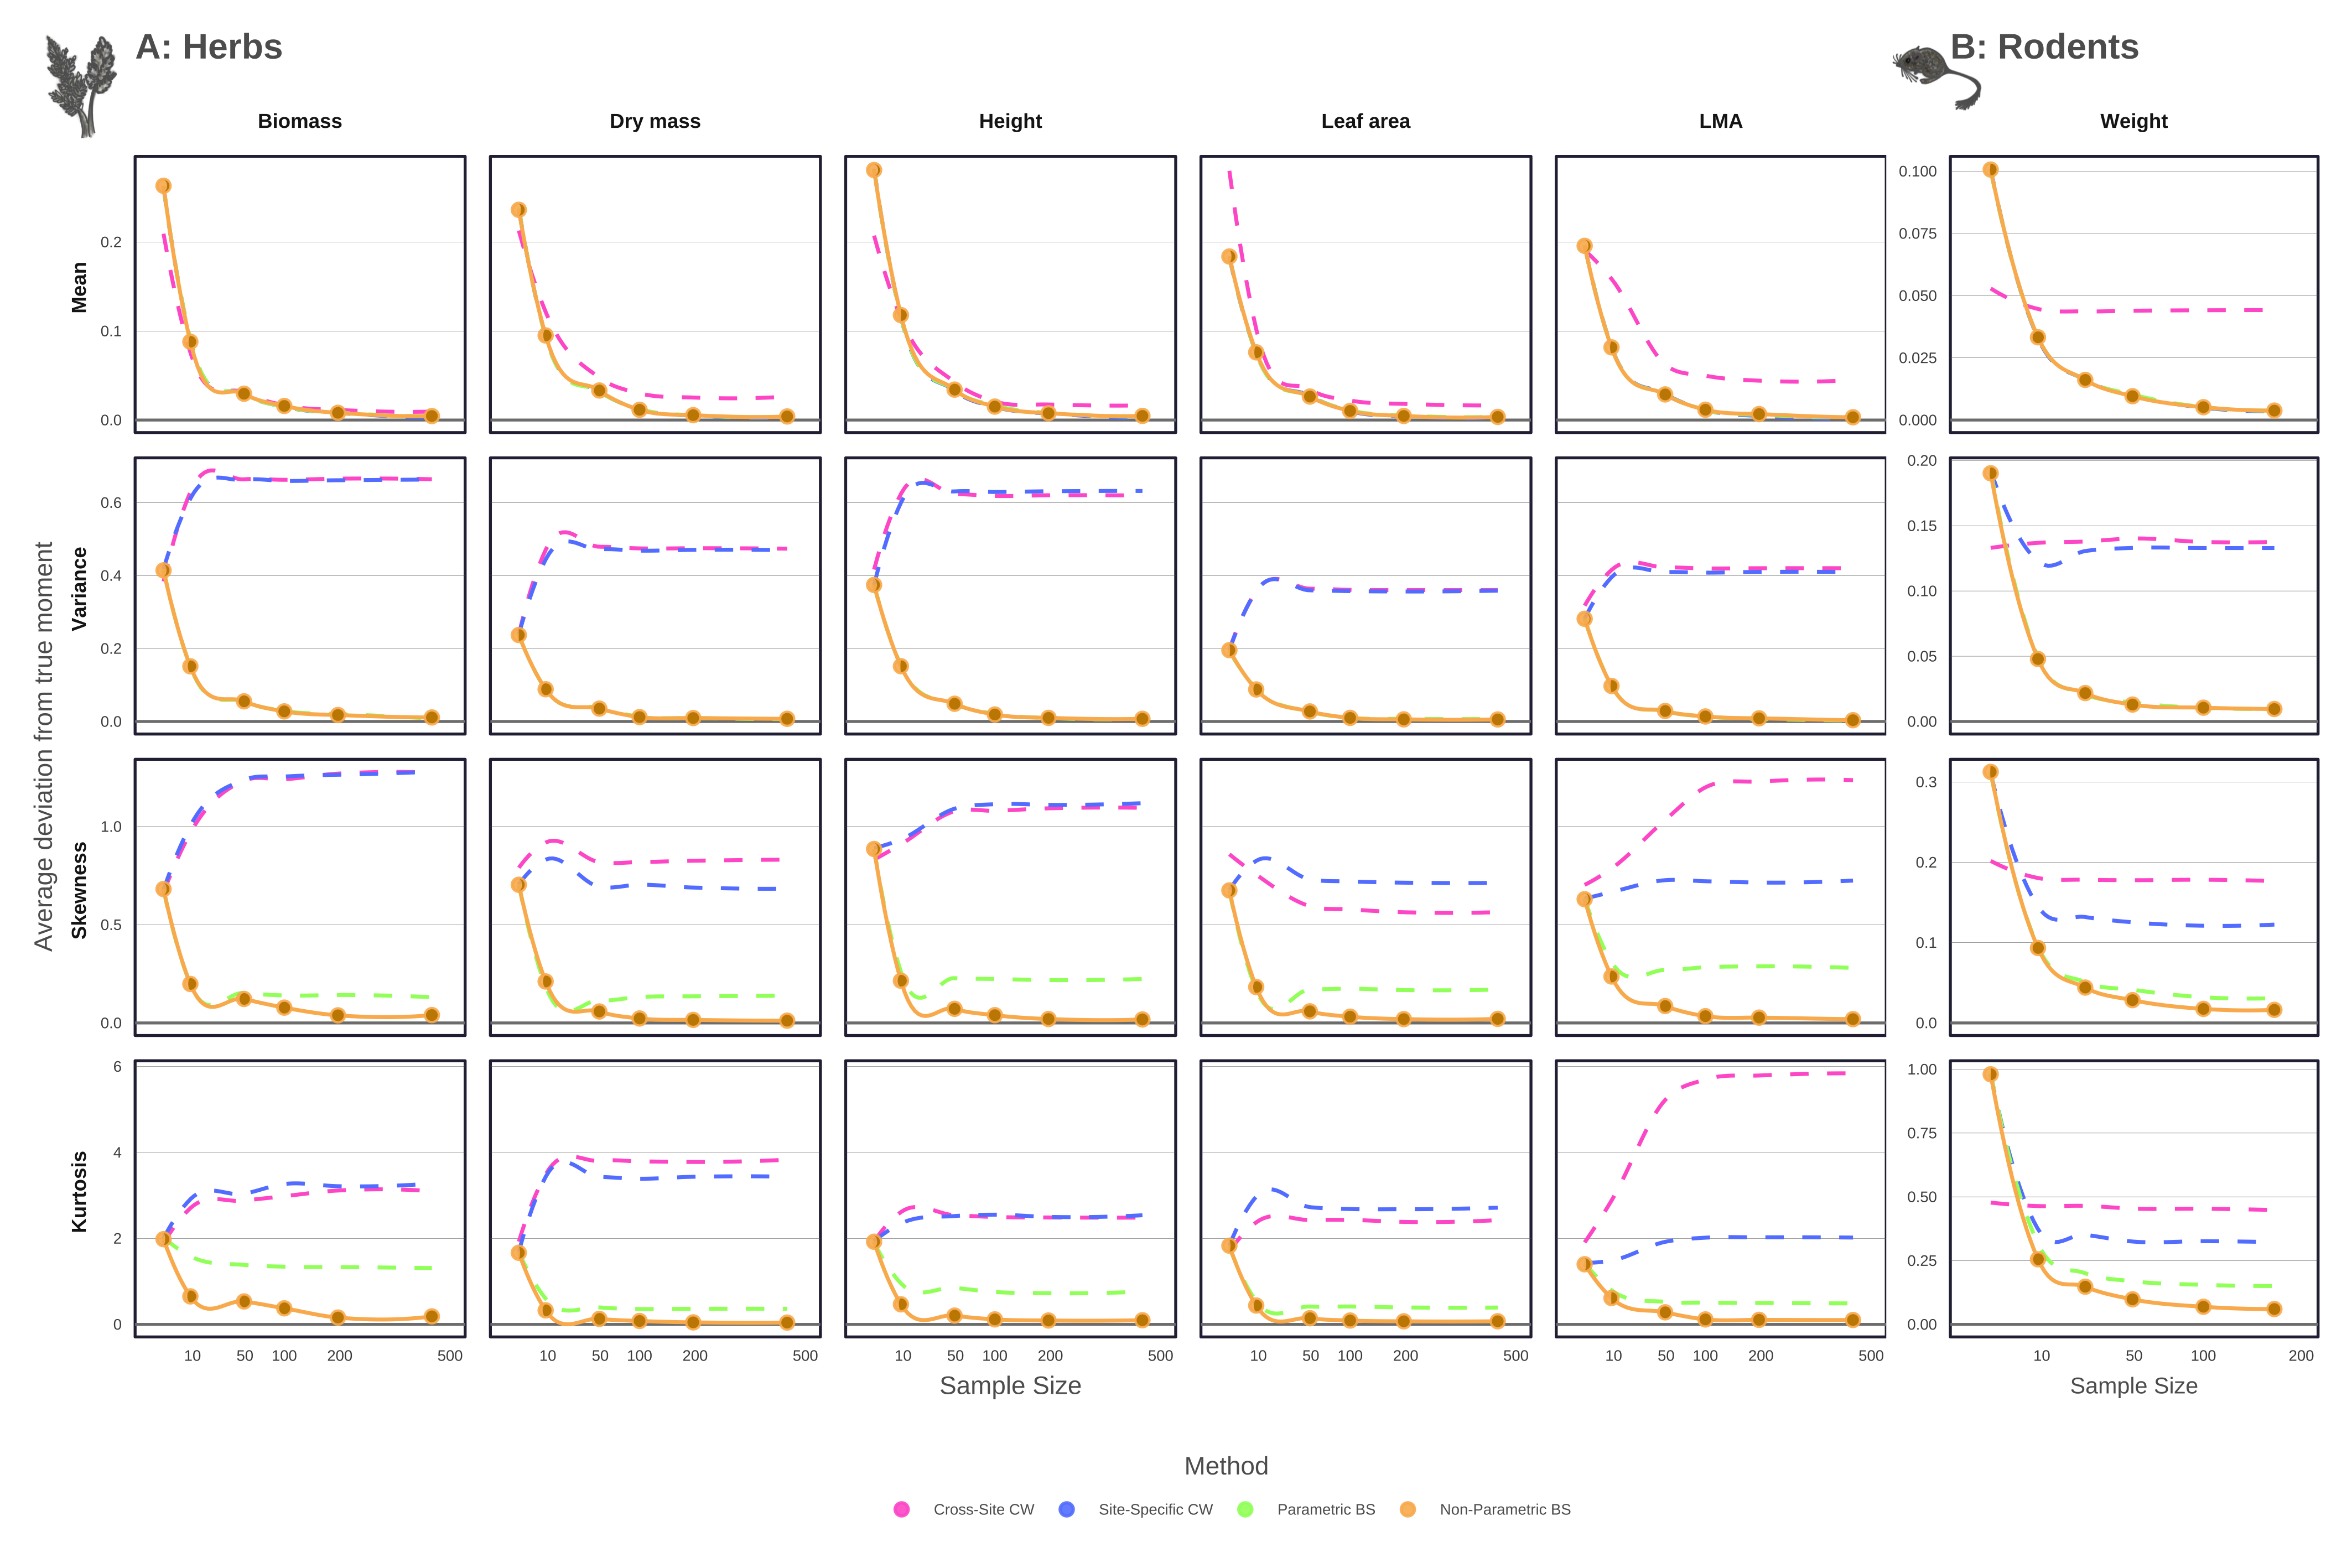 A: Herbs
B: Rodents
Biomass
Dry mass
Height
Leaf area
LMA
Weight
Average deviation from true moment
Mean
0.2
0.1
0.0
0.100
0.075
0.050
0.025
0.000
Variance
0.6
0.4
0.2
0.0
0.20
0.15
0.10
0.05
0.00
Skewness
1.0
0.5
0.0
0.3
0.2
0.1
0.0
Kurtosis
6
4
2
0
1.00
0.75
0.50
0.25
0.00
10 50 100 200 500
10 50 100 200 500
10 50 100 200 500
10 50 100 200 500
10 50 100 200 500
10 50 100 200
Sample Size
Sample Size
Method
Cross-Site CW
Site-Specific CW
Parametric BS
Non-Parametric BS